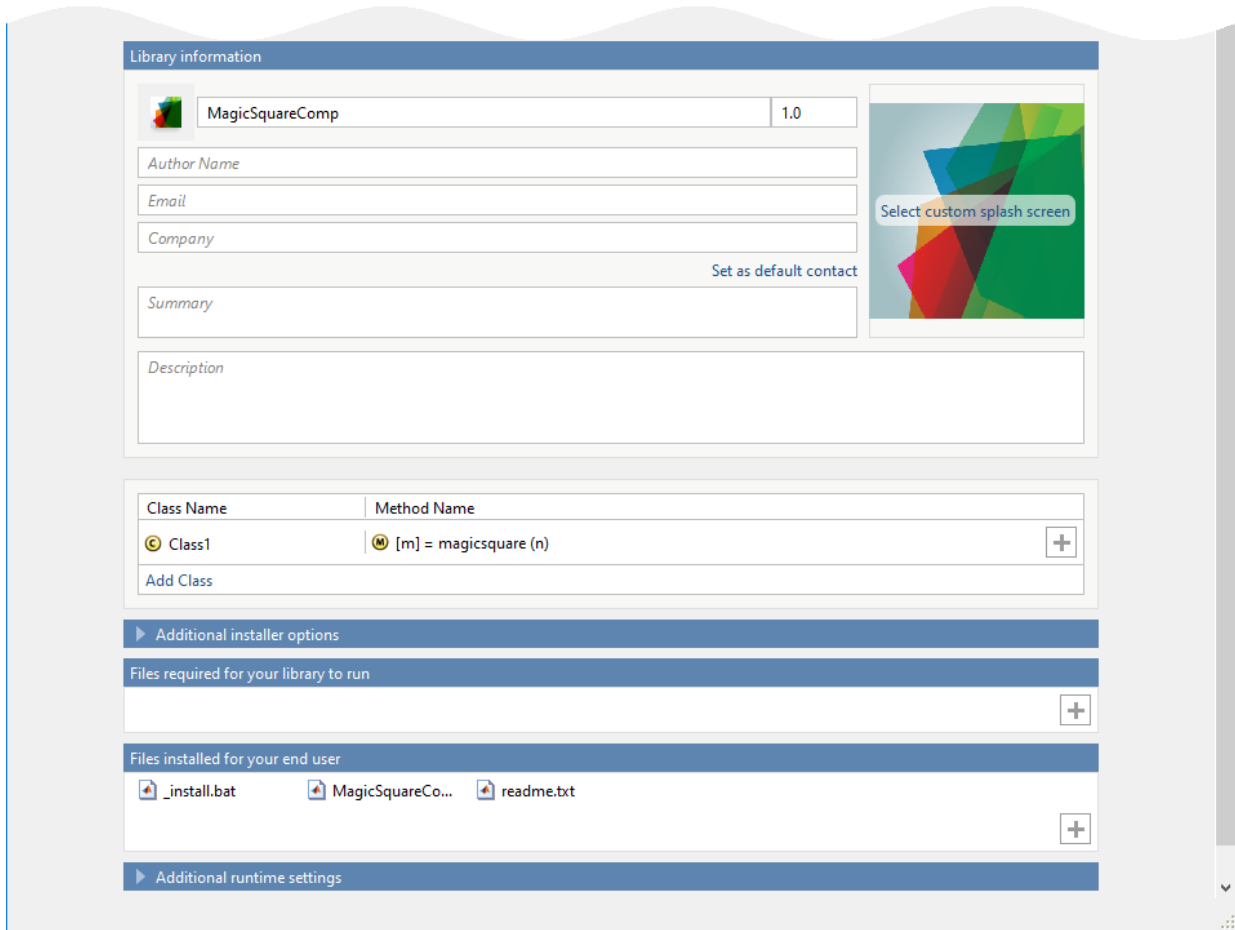 Library information
MagicSquareComp 1.0
Author Name
Email
Select custom splash screen
Company
Set as default contact
Summary
Description
Class Name Method Name
C Class1 M [m] = magicsquare (n)
Add Class
Additional installer options
Files required for your library to run
Files installed for your end user
_install.bat MagicSquareCo... readme.txt
Additional runtime settings